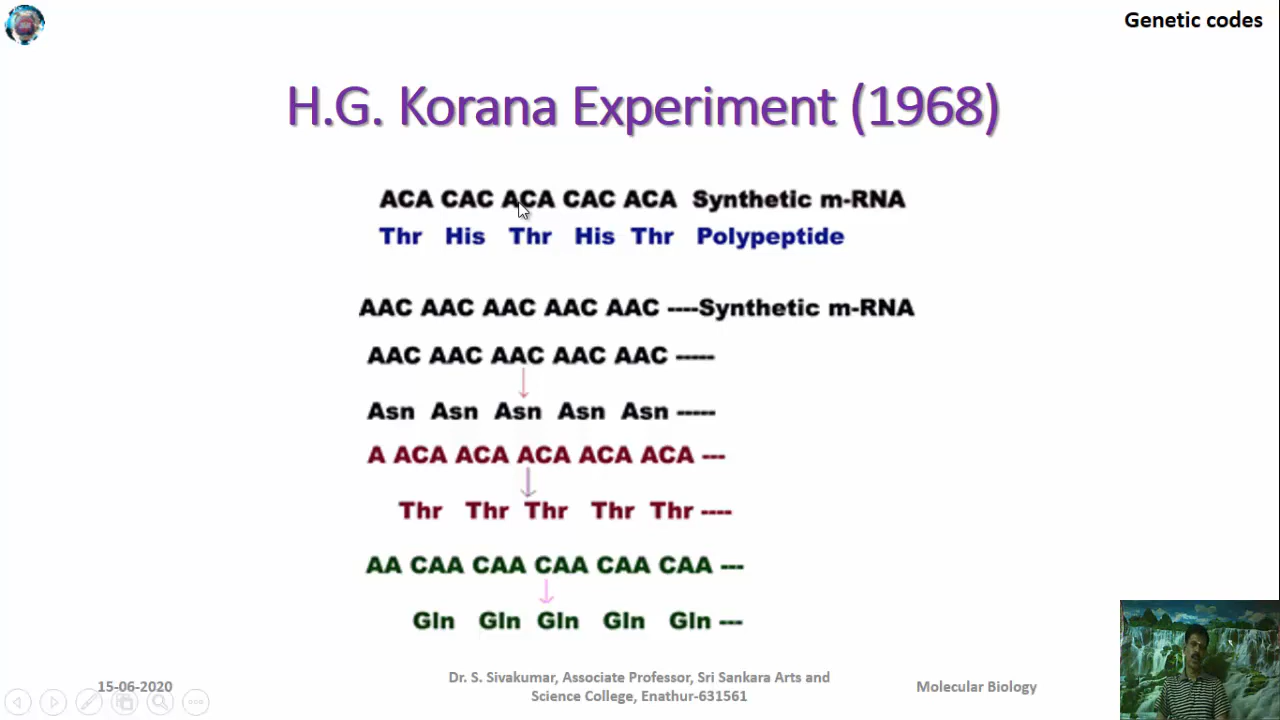 Genetic codes
H.G. Korana Experiment (1968)
ACA CAC ACA CAC ACA Synthetic m-RNA
Thr His Thr His Thr Polypeptide
AAC AAC AAC AAC AAC ----Synthetic m-RNA
AAC AAC AAC AAC AAC -----
Asn Asn Asn Asn Asn -----
A ACA ACA ACA ACA ACA ---
Thr Thr Thr Thr Thr ----
AA CAA CAA CAA CAA CAA ---
Gln Gln Gln Gln Gln ---
15-06-2020
Dr. S. Sivakumar, Associate Professor, Sri Sankara Arts and
Science College, Enathur-631561
Molecular Biology